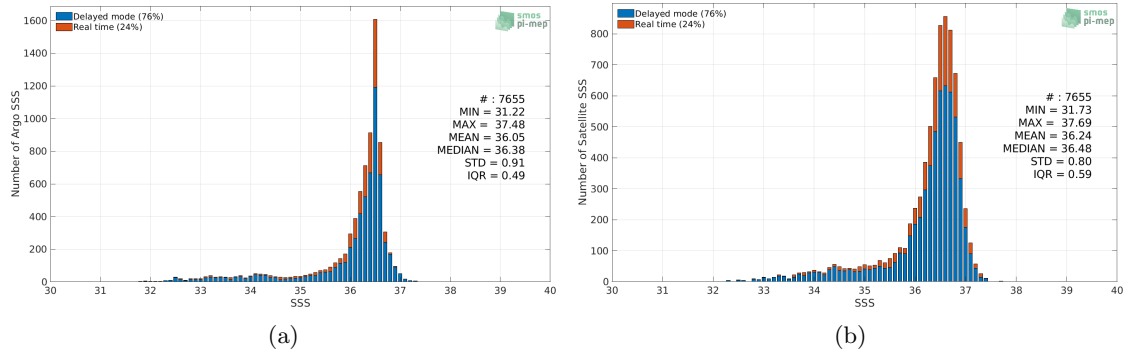 Delayed mode (76%)
Real time (24%)
smos
pi-mep
1600
1400
1200
1000
800
600
400
200
0
Number of Argo SSS
# : 7655
MIN = 31.22
MAX = 37.48
MEAN = 36.05
MEDIAN = 36.38
STD = 0.91
IQR = 0.49
30 31 32 33 34 35 36 37 38 39 40
SSS
(a)
Delayed mode (76%)
Real time (24%)
smos
pi-mep
800
700
600
500
400
300
200
100
0
Number of Satellite SSS
# : 7655
MIN = 31.73
MAX = 37.69
MEAN = 36.24
MEDIAN = 36.48
STD = 0.80
IQR = 0.59
30 31 32 33 34 35 36 37 38 39 40
SSS
(b)